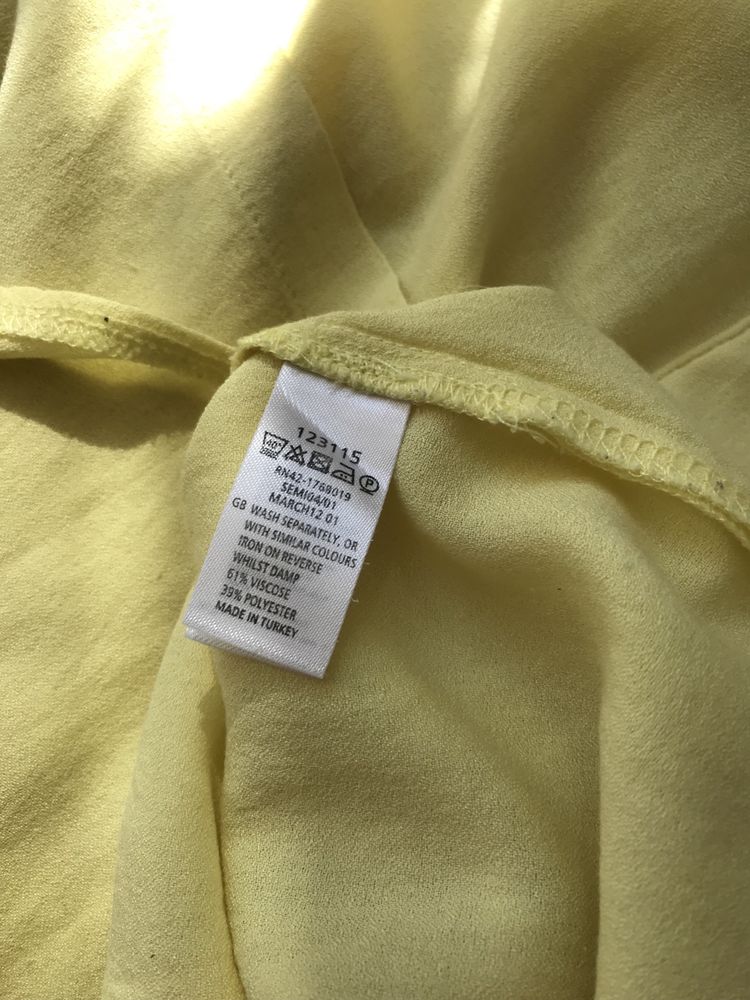 123115
40°
P
RN42-1768019
SEMI04/01
MARCH12 01
GB WASH SEPARATELY, OR
WITH SIMILAR COLOURS
IRON ON REVERSE
WHILST DAMP
61% VISCOSE
39% POLYESTER
MADE IN TURKEY